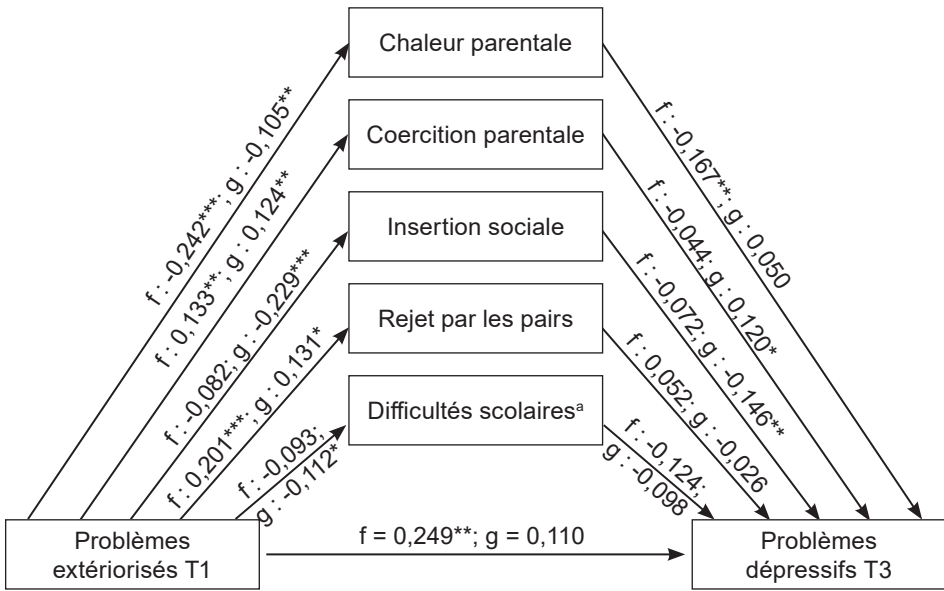 Chaleur parentale
Coercition parentale
Insertion sociale
Rejet par les pairs
Difficultés scolairesᵃ
f : -0,242***; g : -0,105**
f : 0,133**; g : 0,124**
f : -0,082; g : -0,229***
f : 0,201***; g : 0,131*
f : -0,093;
g : -0,112*
f : -0,167**; g : 0,050
f : -0,044; g : 0,120*
f : -0,072; g : -0,146**
f : 0,052; g : -0,026
f : -0,124;
g : -0,098
Problèmes
extériorisés T1
f = 0,249**; g = 0,110
Problèmes
dépressifs T3